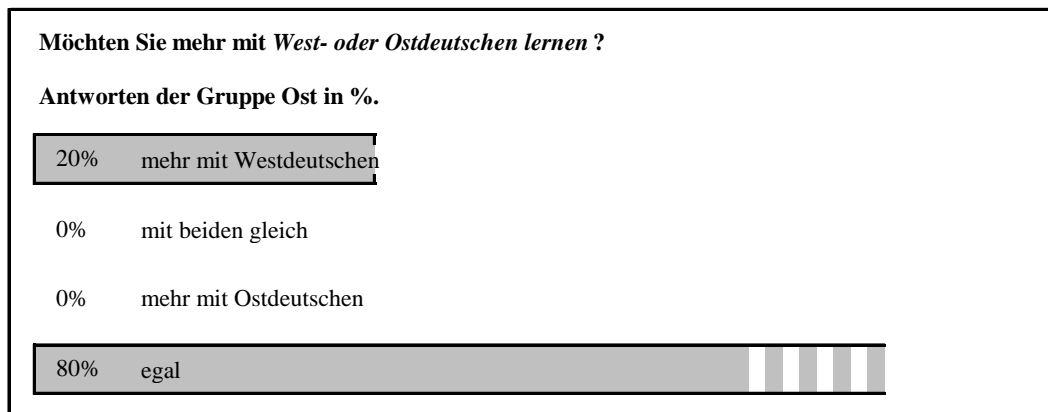 Möchten Sie mehr mit West- oder Ostdeutschen lernen ?
Antworten der Gruppe Ost in %.
20% mehr mit Westdeutschen
0% mit beiden gleich
0% mehr mit Ostdeutschen
80% egal